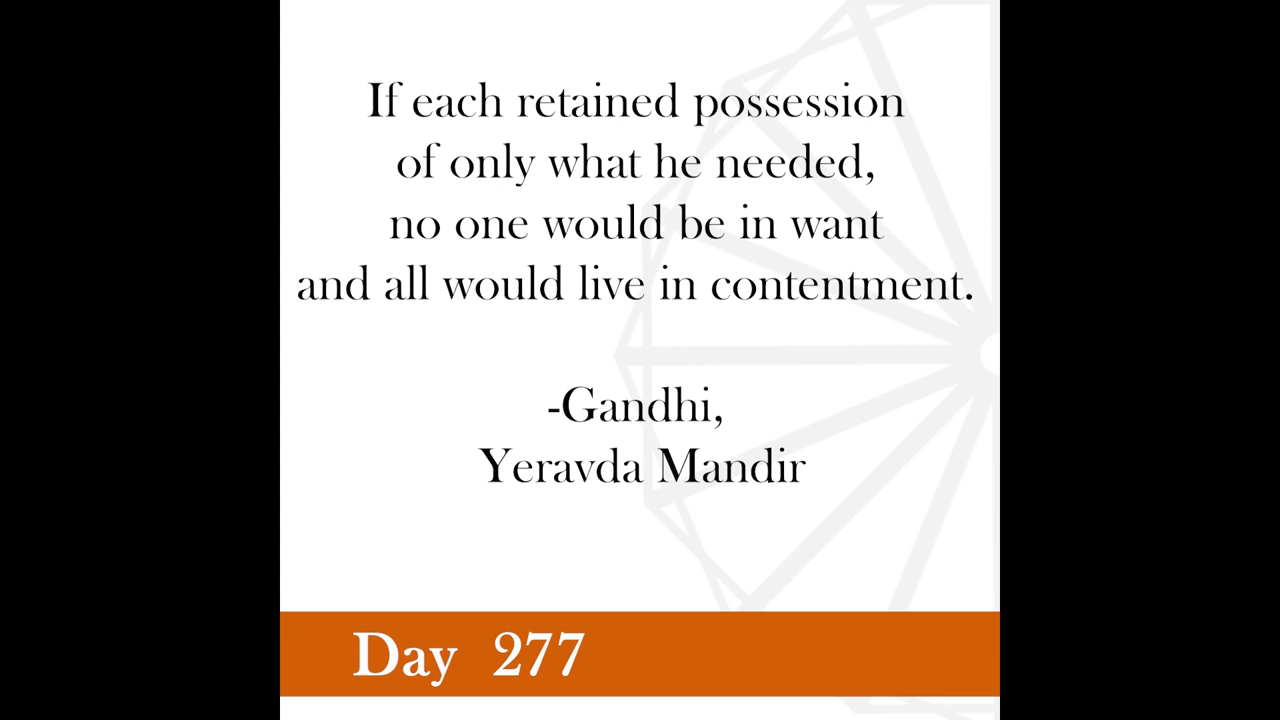 If each retained possession
of only what he needed,
no one would be in want
and all would live in contentment.
-Gandhi,
Yeravda Mandir
Day 277